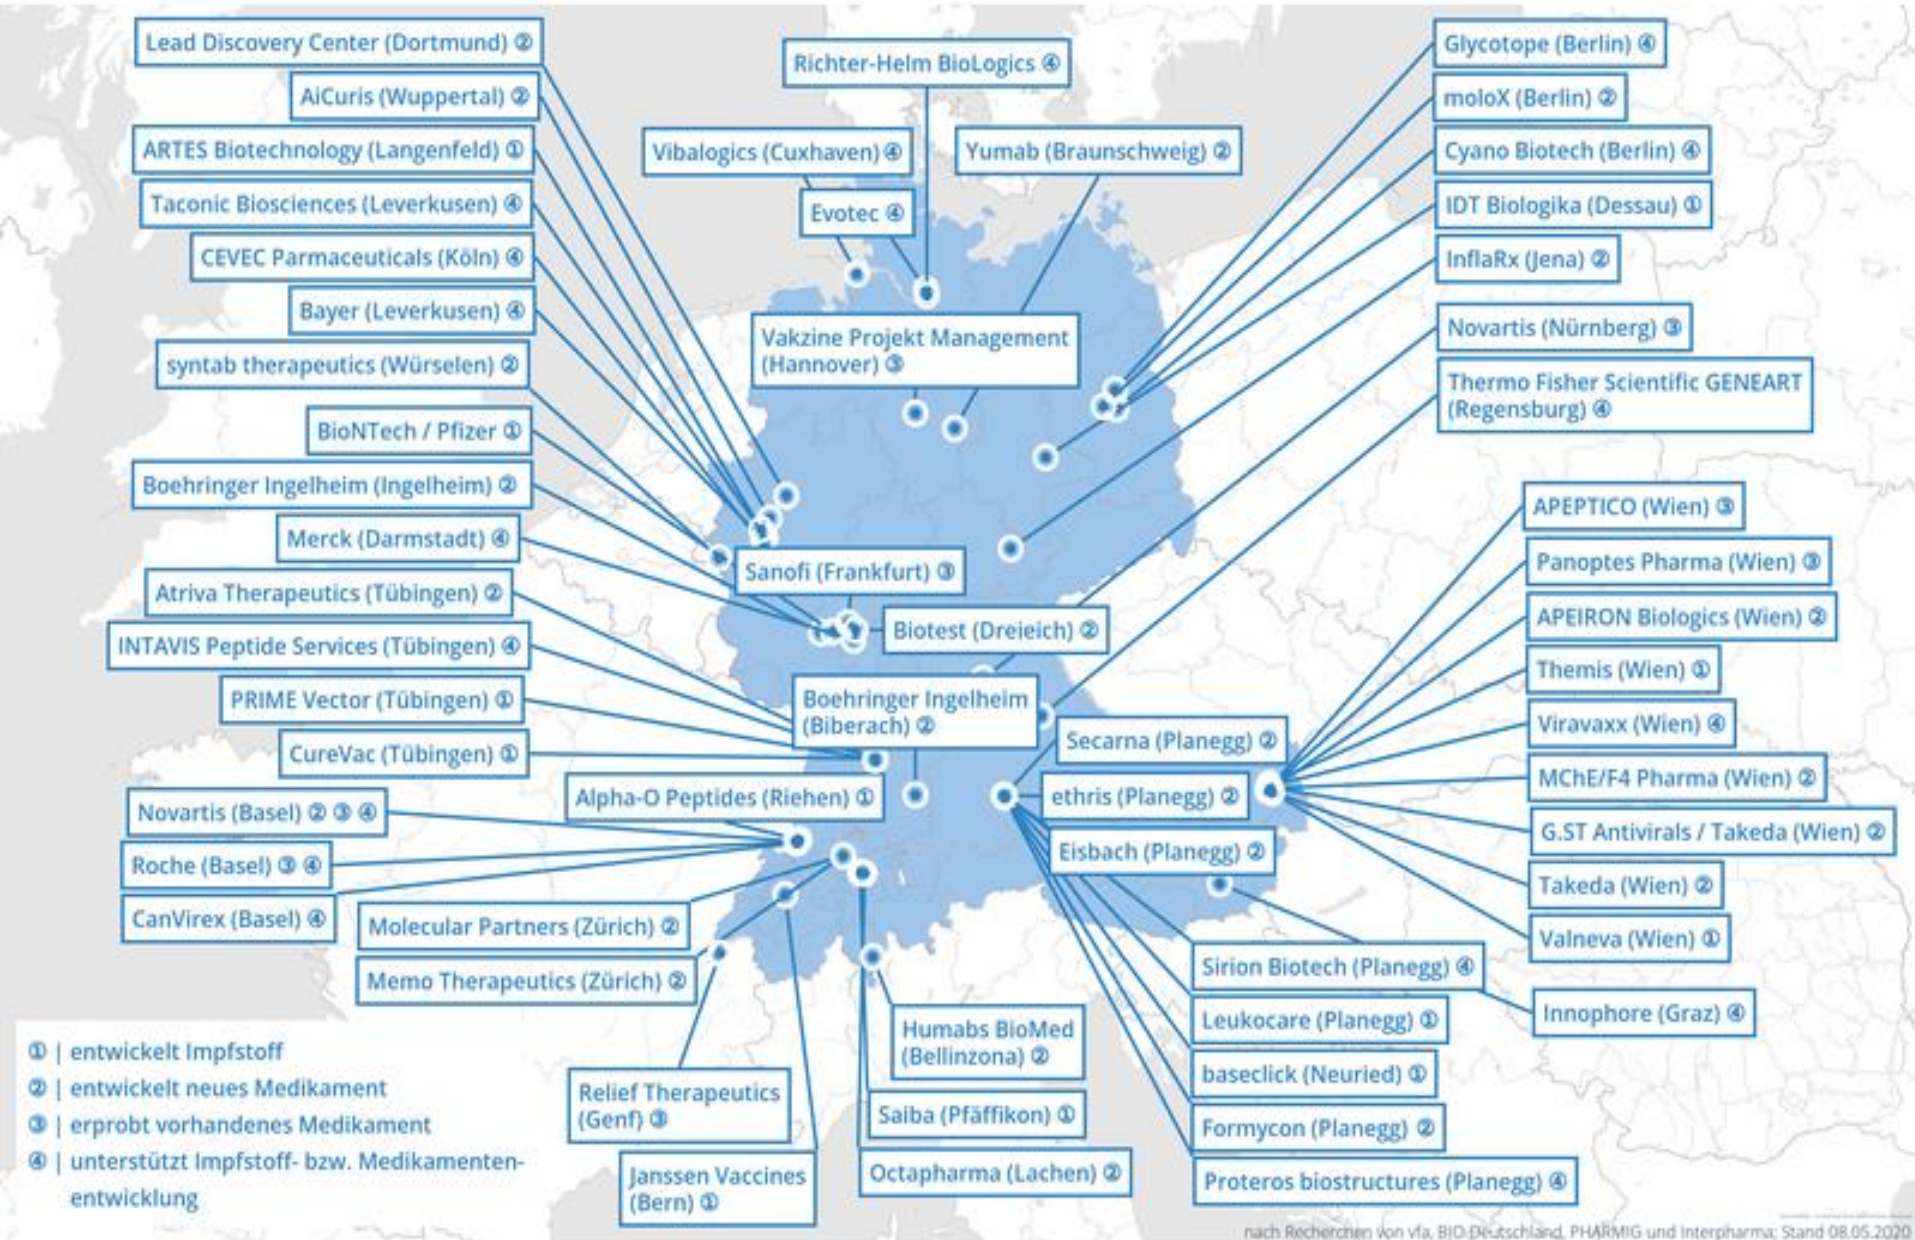 Lead Discovery Center (Dortmund) ②
AiCuris (Wuppertal) ②
ARTES Biotechnology (Langenfeld) ①
Taconic Biosciences (Leverkusen) ④
CEVEC Parmaceuticals (Köln) ④
Bayer (Leverkusen) ④
syntab therapeutics (Würselen) ②
BioNTech / Pfizer ①
Boehringer Ingelheim (Ingelheim) ②
Merck (Darmstadt) ④
Atriva Therapeutics (Tübingen) ②
INTAVIS Peptide Services (Tübingen) ④
PRIME Vector (Tübingen) ①
CureVac (Tübingen) ①
Novartis (Basel) ② ③ ④
Roche (Basel) ③ ④
CanVirex (Basel) ④
Richter-Helm BioLogics ④
Vibalogics (Cuxhaven) ④
Yumab (Braunschweig) ②
Evotec ④
Vakzine Projekt Management
(Hannover) ③
Sanofi (Frankfurt) ③
Biotest (Dreieich) ②
Boehringer Ingelheim
(Biberach) ②
Alpha-O Peptides (Riehen) ①
Secarna (Planegg) ②
ethris (Planegg) ②
Eisbach (Planegg) ②
Molecular Partners (Zürich) ②
Memo Therapeutics (Zürich) ②
Relief Therapeutics
(Genf) ③
Janssen Vaccines
(Bern) ①
Humabs BioMed
(Bellinzona) ②
Saiba (Pfäffikon) ①
Octapharma (Lachen) ②
Glycotope (Berlin) ④
moloX (Berlin) ②
Cyano Biotech (Berlin) ④
IDT Biologika (Dessau) ①
InflaRx (Jena) ②
Novartis (Nürnberg) ③
Thermo Fisher Scientific GENEART
(Regensburg) ④
APEPTICO (Wien) ③
Panoptes Pharma (Wien) ③
APEIRON Biologics (Wien) ②
Themis (Wien) ①
Viravaxx (Wien) ④
MChE/F4 Pharma (Wien) ②
G.ST Antivirals / Takeda (Wien) ②
Takeda (Wien) ②
Valneva (Wien) ①
Innophore (Graz) ④
Sirion Biotech (Planegg) ④
Leukocare (Planegg) ①
baseclick (Neuried) ①
Formycon (Planegg) ②
Proteros biostructures (Planegg) ④
① | entwickelt Impfstoff
② | entwickelt neues Medikament
③ | erprobt vorhandenes Medikament
④ | unterstützt Impfstoff- bzw. Medikamenten-
entwicklung
nach Recherchen von vfa, BIO Deutschland, PHARMIG und Interpharma; Stand 08.05.2020